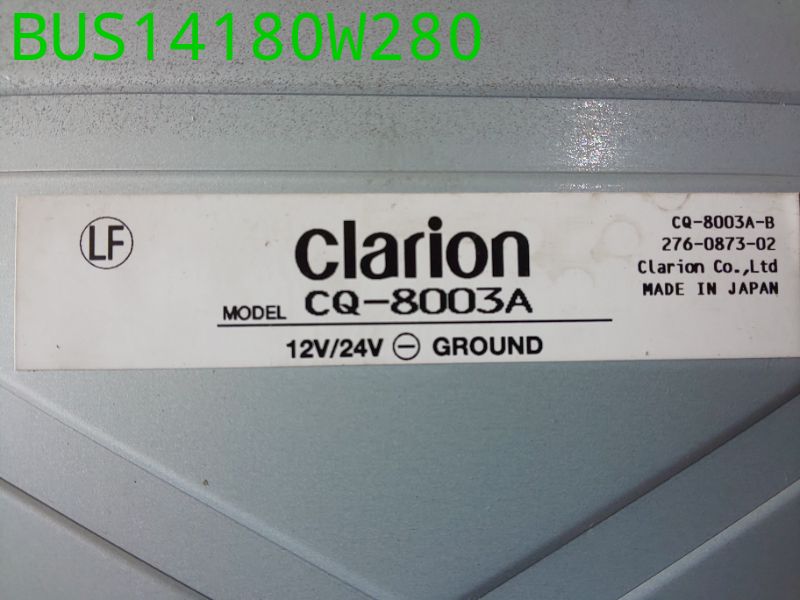 BUS14180W280
LF
clarion
MODEL CQ-8003A
12V/24V ⊖ GROUND
CQ-8003A-B
276-0873-02
Clarion Co.,Ltd
MADE IN JAPAN